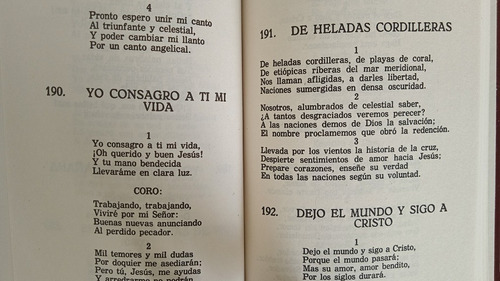 4
Pronto espero unir mi canto
Al triunfante y celestial,
Y poder cambiar mi llanto
Por un canto angelical.
190. YO CONSAGRO A TI MI
VIDA
1
Yo consagro a ti mi vida,
¡Oh querido y buen Jesús!
Y tu mano bendecida
Llevaráme en clara luz.
CORO:
Trabajando, trabajando,
Viviré por mi Señor:
Buenas nuevas anunciando
Al perdido pecador.
2
Mil temores y mil dudas
Por doquier me asediarán;
Pero tú, Jesús, me ayudas
Y arredrarme no podrán
191. DE HELADAS CORDILLERAS
1
De heladas cordilleras, de playas de coral,
De etiópicas riberas del mar meridional,
Nos llaman afligidas, a darles libertad,
Naciones sumergidas en densa oscuridad.
2
Nosotros, alumbrados de celestial saber,
¿A tantos desgraciados veremos perecer?
A las naciones demos de Dios la salvación;
El nombre proclamemos que obró la redención.
3
Llevada por los vientos la historia de la cruz,
Despierte sentimientos de amor hacia Jesús;
Prepare corazones, enseñe su verdad
En todas las naciones según su voluntad.
192. DEJO EL MUNDO Y SIGO A
CRISTO
1
Dejo el mundo y sigo a Cristo,
Porque el mundo pasará;
Mas su amor, amor bendito,
Por los siglos durará.